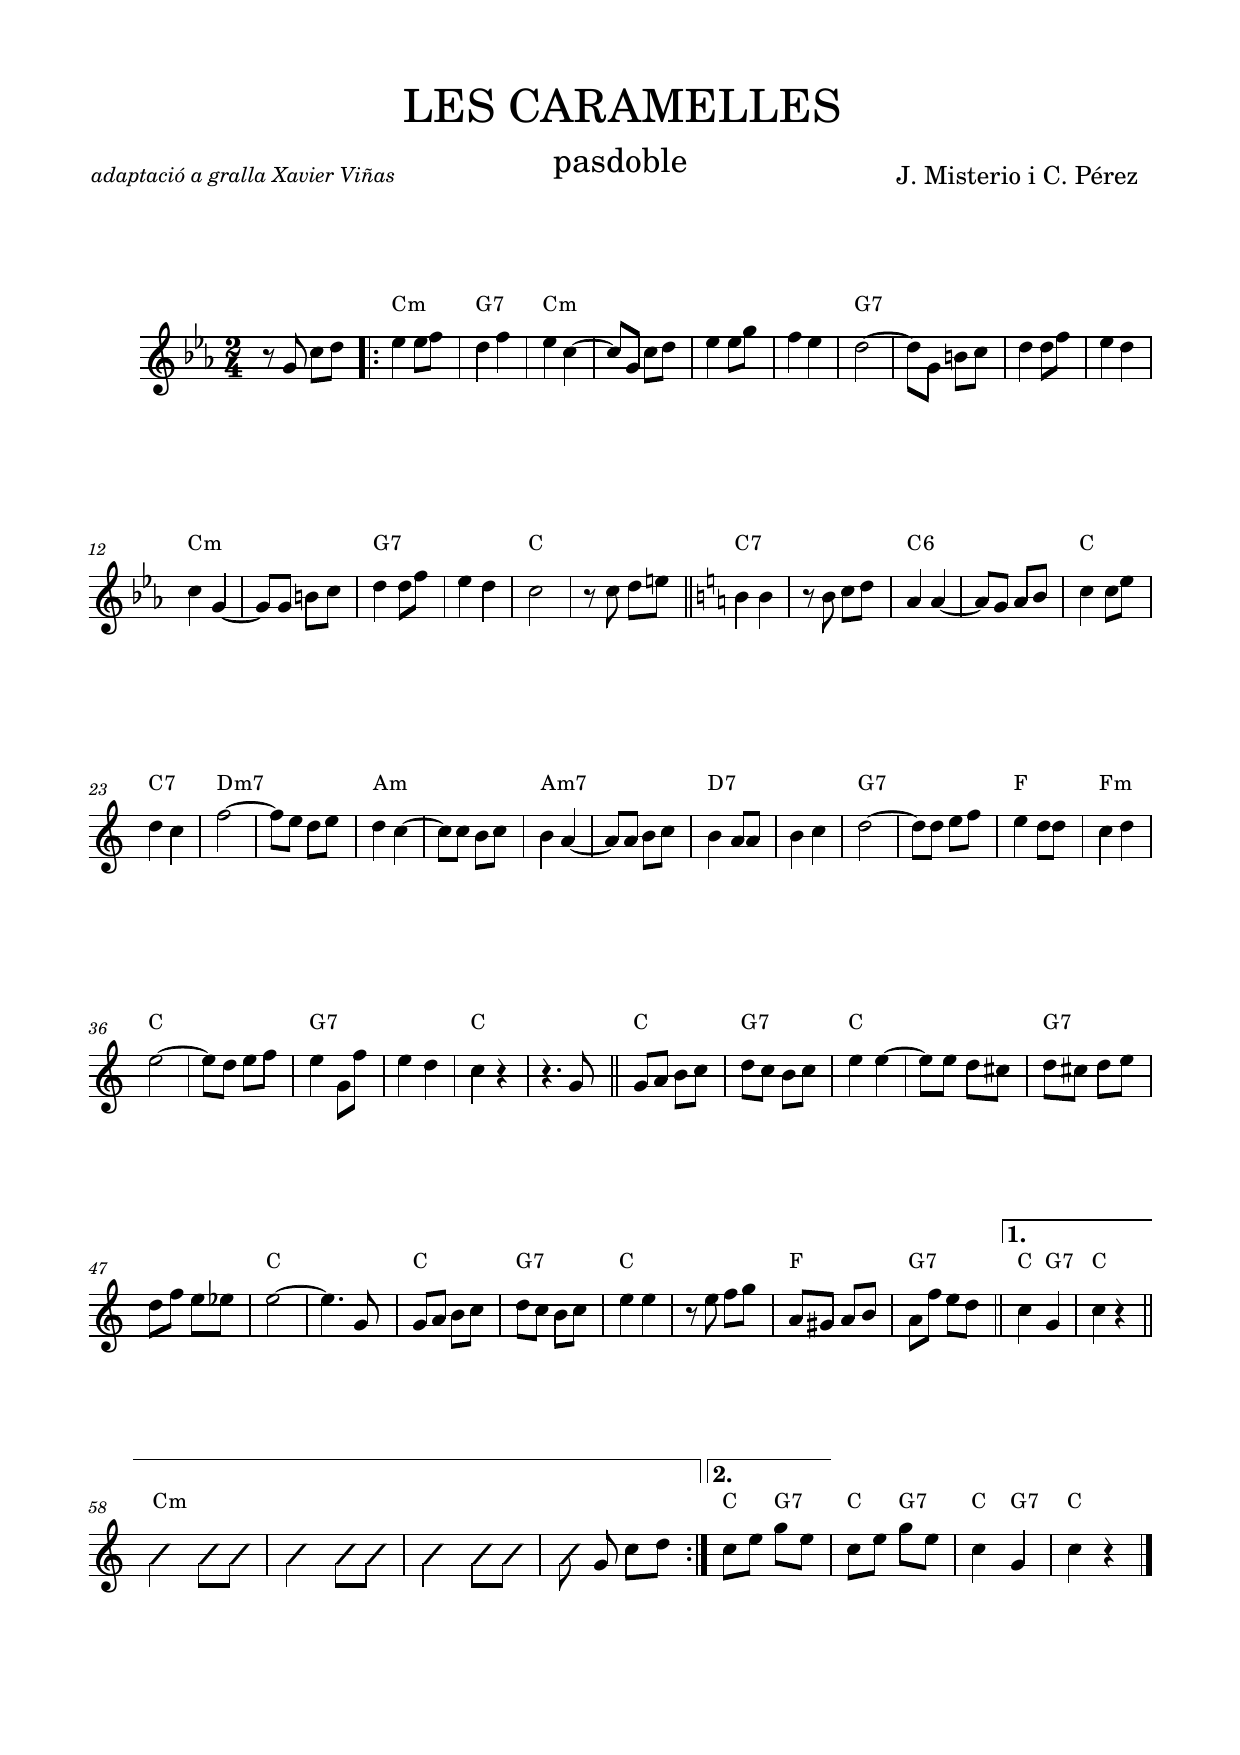 LES CARAMELLES
pasdoble
adaptació a gralla Xavier Viñas
J. Misterio i C. Pérez
Cm G7 Cm G7
2
4
12
Cm G7 C C7 C6 C
23
C7 Dm7 Am Am7 D7 G7 F Fm
36
C G7 C C G7 C G7
1.
47
C C G7 C F G7 C G7 C
2.
58
Cm C G7 C G7 C G7 C